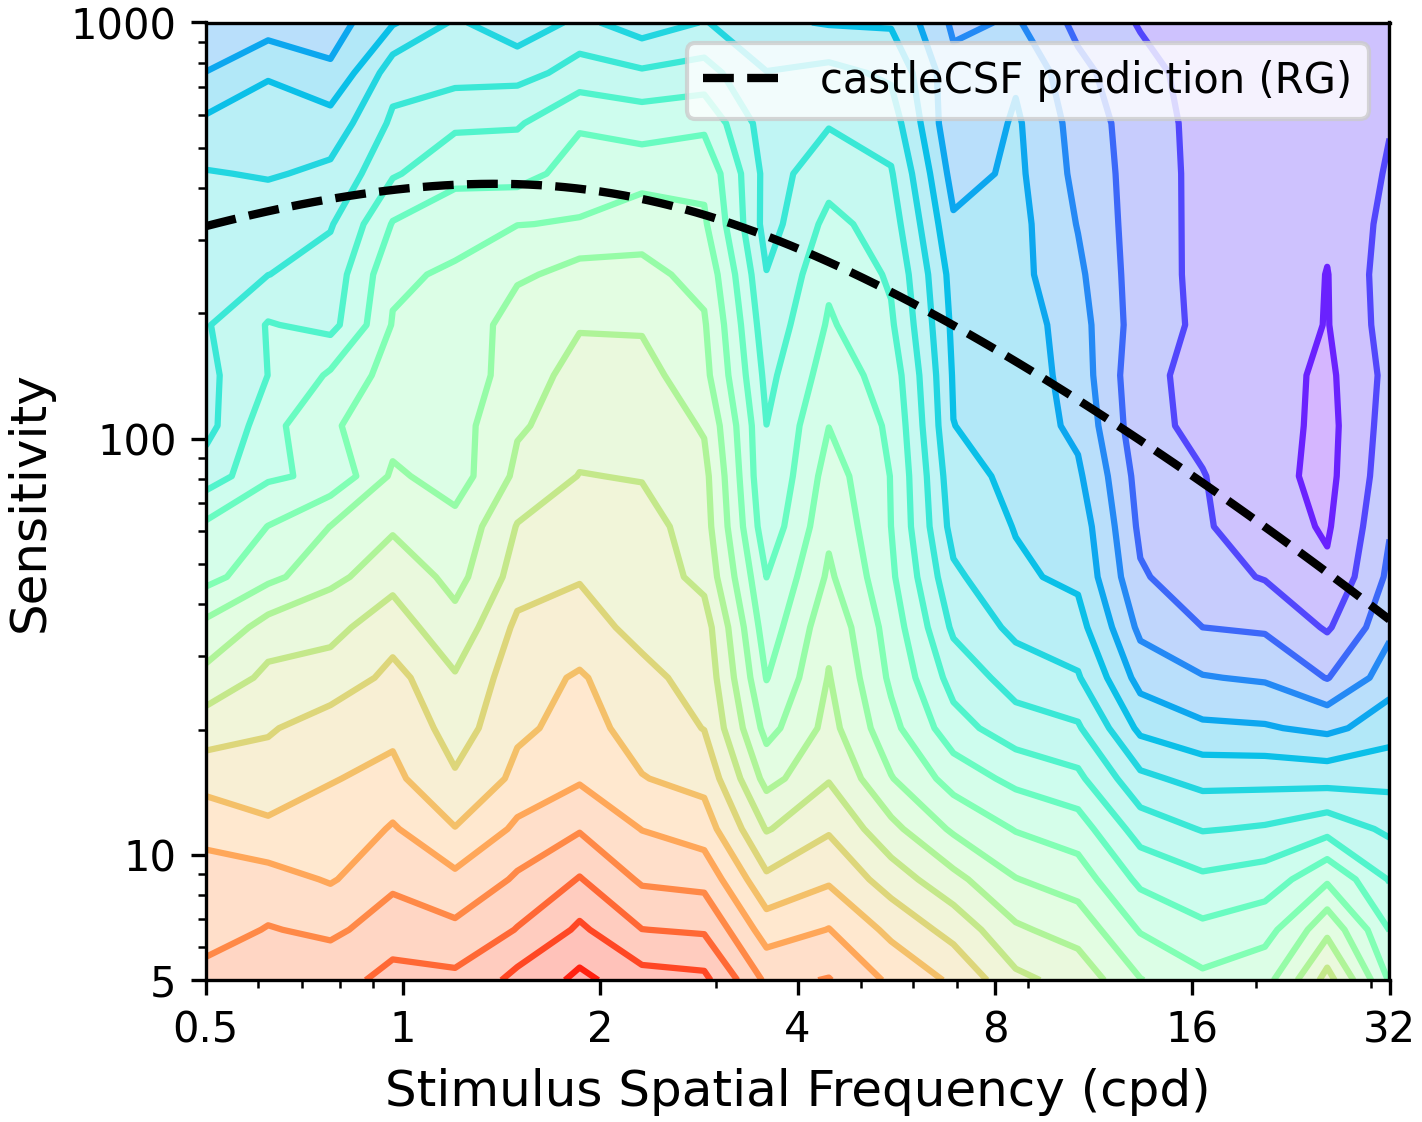 1000
castleCSF prediction (RG)
Sensitivity
100
10
5
0.5 1 2 4 8 16 32
Stimulus Spatial Frequency (cpd)